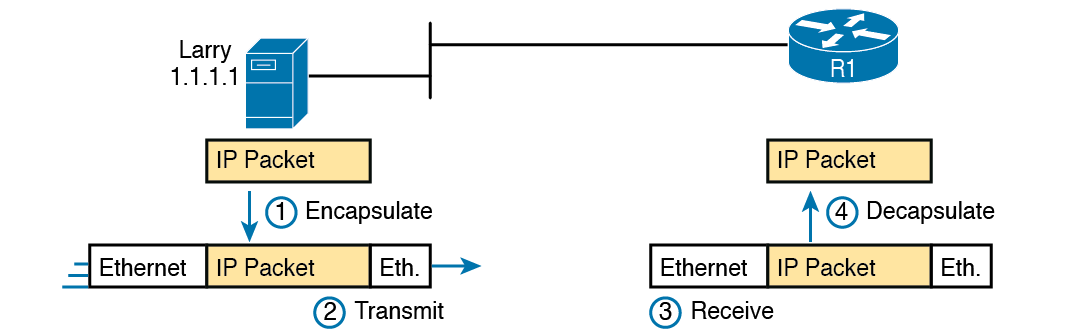 Larry
1.1.1.1
R1
IP Packet
IP Packet
1 Encapsulate
4 Decapsulate
Ethernet IP Packet Eth.
Ethernet IP Packet Eth.
2 Transmit
3 Receive